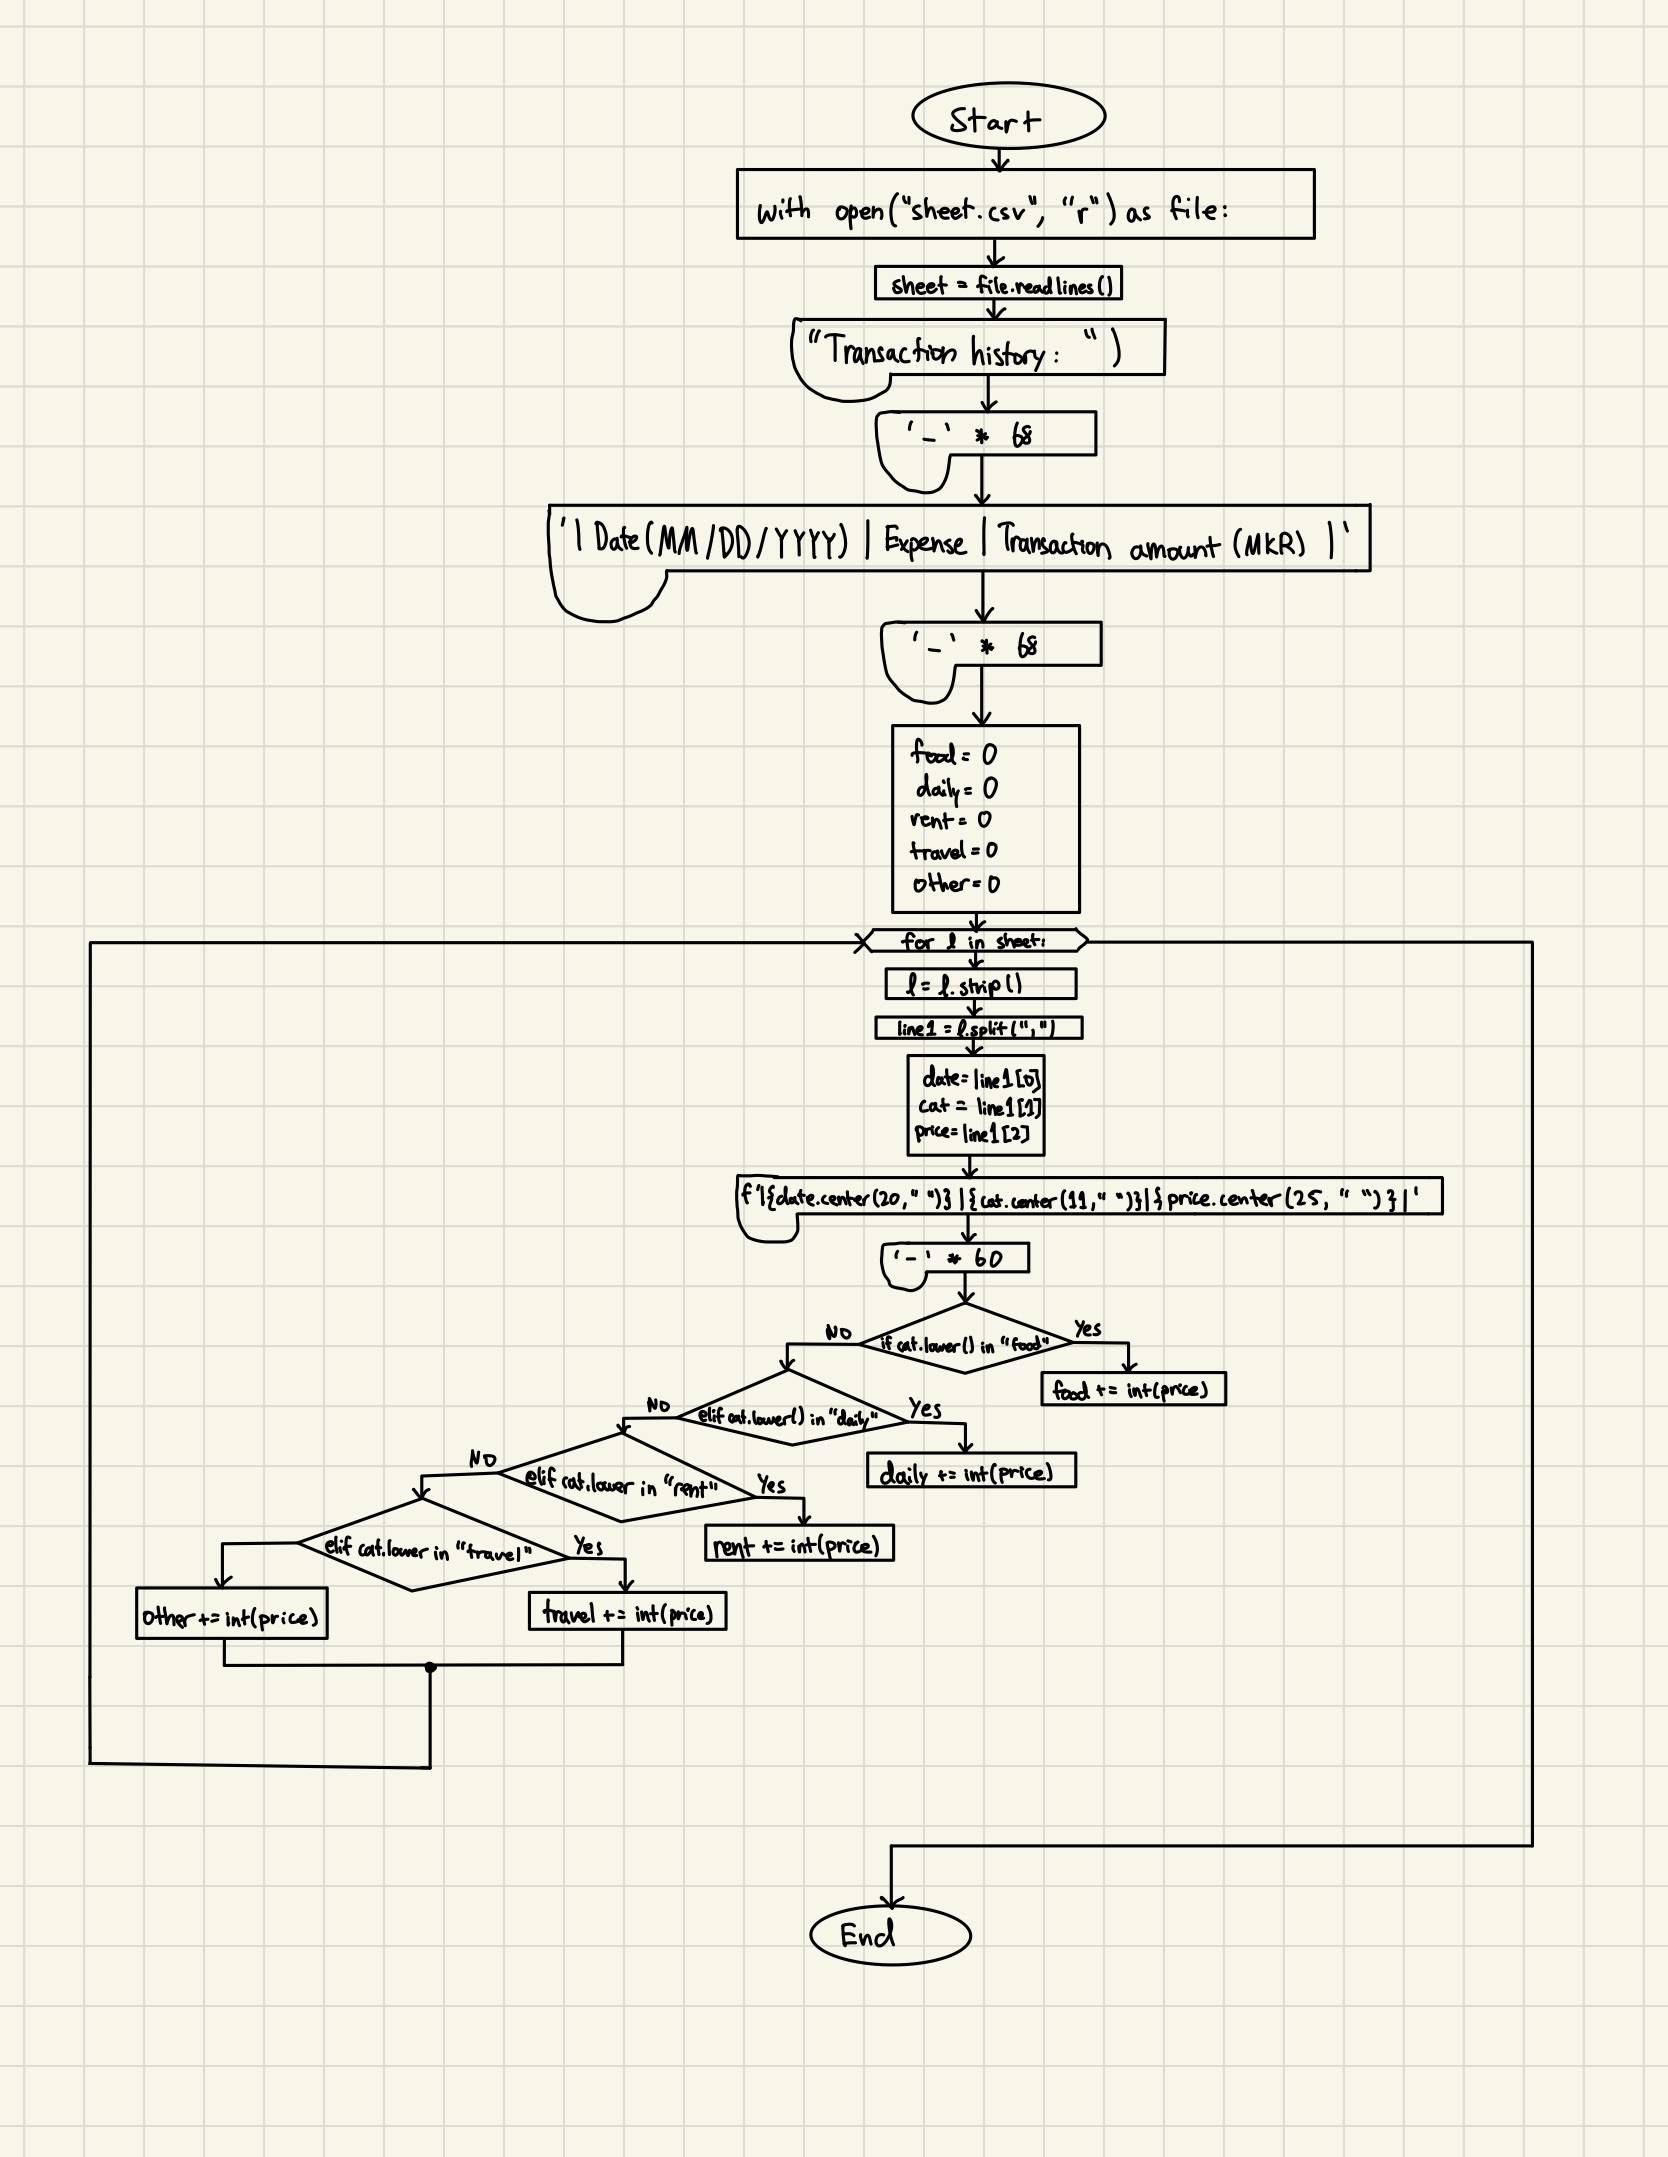 Start
with open("sheet.csv", "r") as file:
sheet = file.readlines()
"Transaction history: ")
'-' * 68
'| Date(MM/DD/YYYY) | Expense | Transaction amount (MKR) |'
'-' * 68
food = 0
daily = 0
rent = 0
travel = 0
other = 0
for l in sheet:
l = l.strip()
line1 = l.split(",")
date = line1[0]
cat = line1[1]
price = line1[2]
f'|{date.center(20," ")}|{cat.center(11," ")}|{price.center(25, " ")}|'
'-' * 60
NO
if cat.lower() in "food"
Yes
food += int(price)
NO
elif cat.lower() in "daily"
Yes
daily += int(price)
NO
elif cat.lower in "rent"
Yes
rent += int(price)
elif cat.lower in "travel"
Yes
other += int(price)
travel += int(price)
End